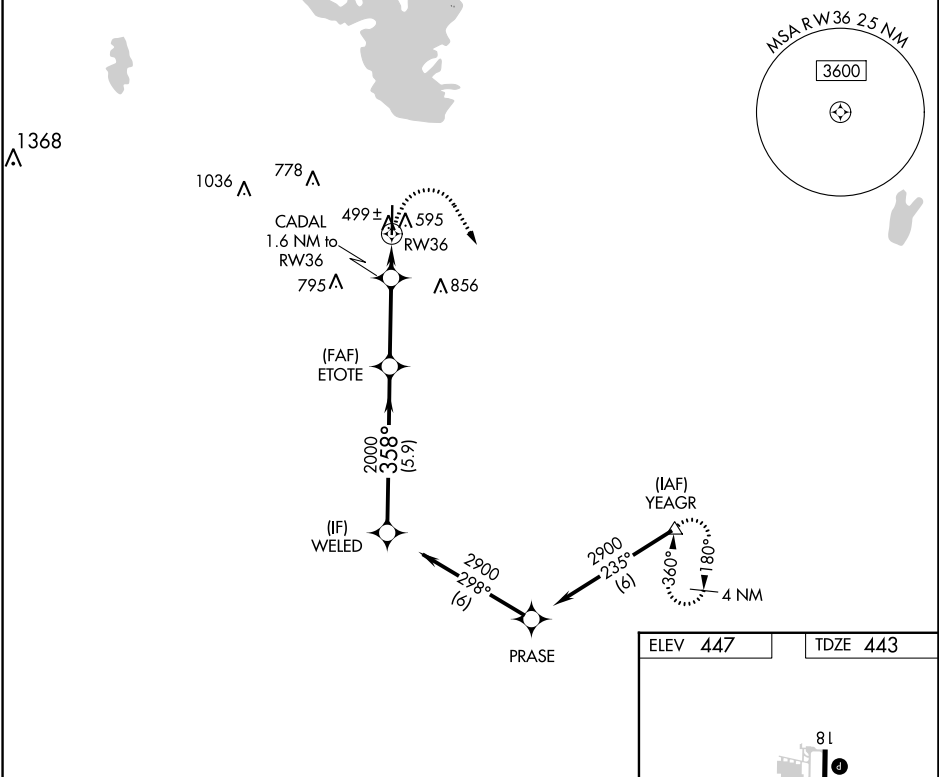 MSA RW36 25 NM
3600
1368
1036
778
499±
595
RW36
CADAL
1.6 NM to
RW36
795
856
(FAF)
ETOTE
2000
358°
(5.9)
(IF)
WELED
(IAF)
YEAGR
2900
235°
(6)
360°
180°
4 NM
2900
298°
(6)
PRASE
ELEV 447
TDZE 443
18
P